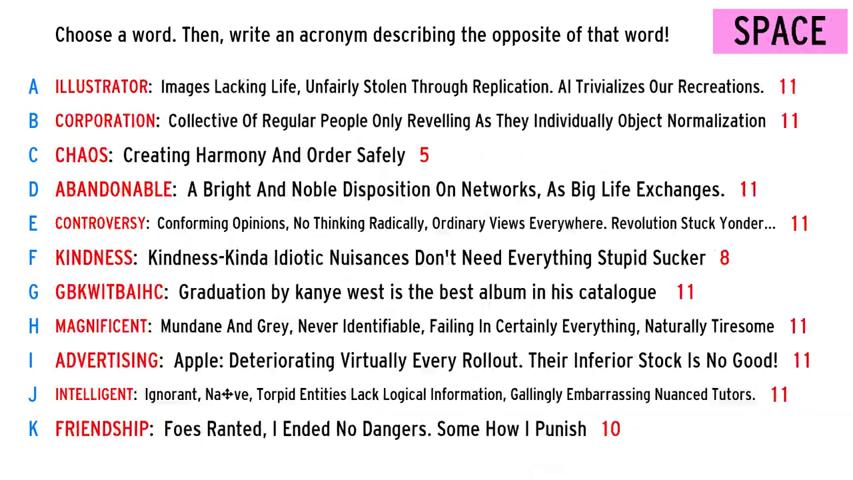 Choose a word. Then, write an acronym describing the opposite of that word!
SPACE
A ILLUSTRATOR: Images Lacking Life, Unfairly Stolen Through Replication. AI Trivializes Our Recreations. 11
B CORPORATION: Collective Of Regular People Only Revelling As They Individually Object Normalization 11
C CHAOS: Creating Harmony And Order Safely 5
D ABANDONABLE: A Bright And Noble Disposition On Networks, As Big Life Exchanges. 11
E CONTROVERSY: Conforming Opinions, No Thinking Radically, Ordinary Views Everywhere. Revolution Stuck Yonder... 11
F KINDNESS: Kindness-Kinda Idiotic Nuisances Don't Need Everything Stupid Sucker 8
G GBKWITBAIHC: Graduation by kanye west is the best album in his catalogue 11
H MAGNIFICENT: Mundane And Grey, Never Identifiable, Failing In Certainly Everything, Naturally Tiresome 11
I ADVERTISING: Apple: Deteriorating Virtually Every Rollout. Their Inferior Stock Is No Good! 11
J INTELLIGENT: Ignorant, Na✣ve, Torpid Entities Lack Logical Information, Gallingly Embarrassing Nuanced Tutors. 11
K FRIENDSHIP: Foes Ranted, I Ended No Dangers. Some How I Punish 10